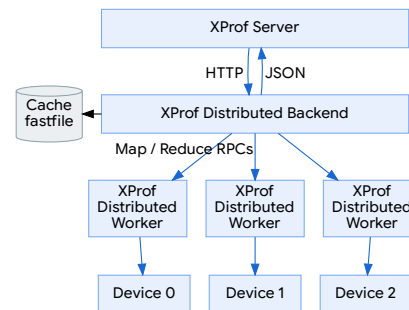 XProf Server
HTTP
JSON
Cache
fastfile
XProf Distributed Backend
Map / Reduce RPCs
XProf
Distributed
Worker
XProf
Distributed
Worker
XProf
Distributed
Worker
Device 0
Device 1
Device 2